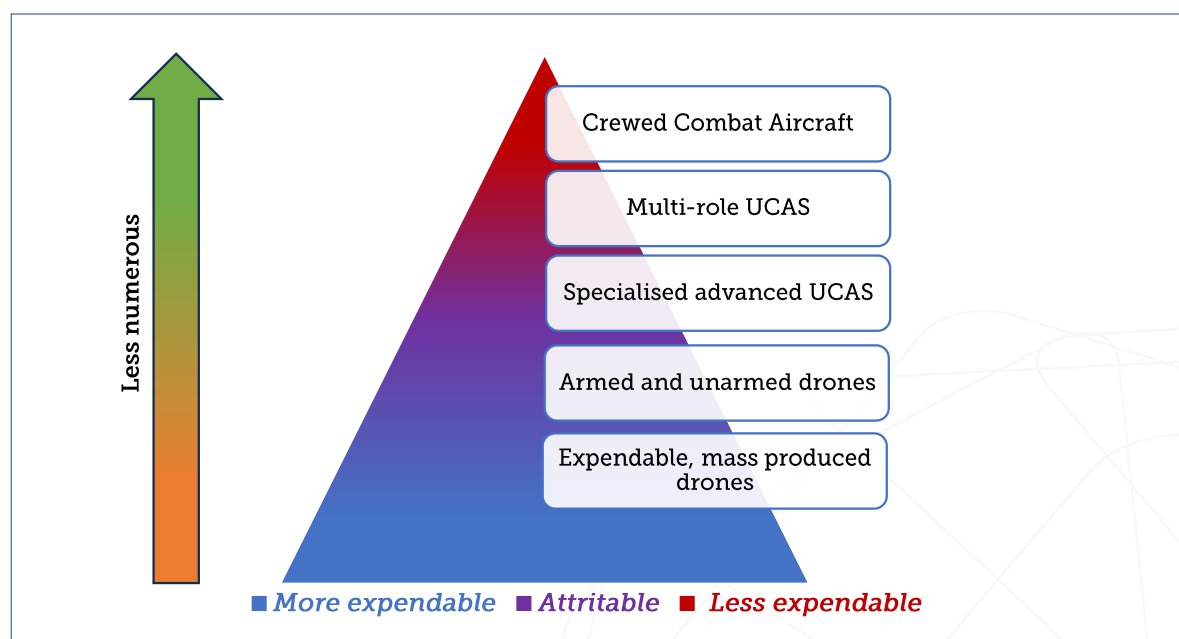 Less numerous
Crewed Combat Aircraft
Multi-role UCAS
Specialised advanced UCAS
Armed and unarmed drones
Expendable, mass produced
drones
More expendable
Attritable
Less expendable